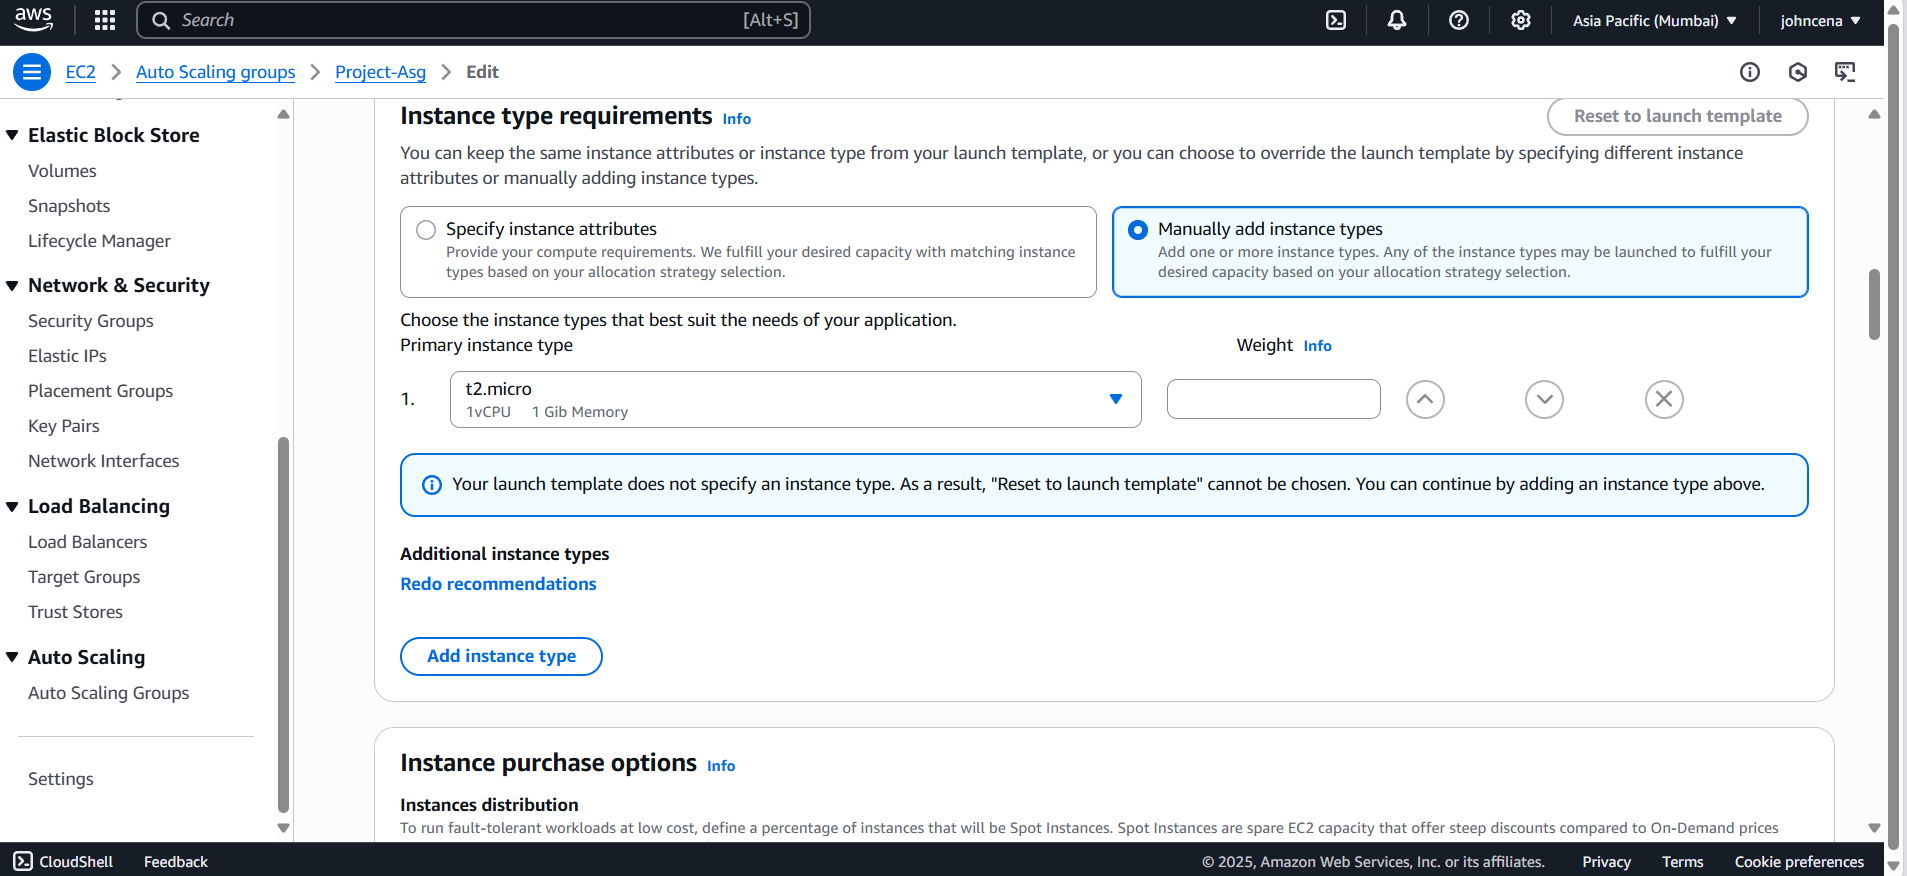 aws
Search
[Alt+S]
Asia Pacific (Mumbai)
johncena
EC2
Auto Scaling groups
Project-Asg
Edit
Elastic Block Store
Volumes
Snapshots
Lifecycle Manager
Network & Security
Security Groups
Elastic IPs
Placement Groups
Key Pairs
Network Interfaces
Load Balancing
Load Balancers
Target Groups
Trust Stores
Auto Scaling
Auto Scaling Groups
Settings
Instance type requirements Info
Reset to launch template
You can keep the same instance attributes or instance type from your launch template, or you can choose to override the launch template by specifying different instance
attributes or manually adding instance types.
Specify instance attributes
Provide your compute requirements. We fulfill your desired capacity with matching instance
types based on your allocation strategy selection.
Manually add instance types
Add one or more instance types. Any of the instance types may be launched to fulfill your
desired capacity based on your allocation strategy selection.
Choose the instance types that best suit the needs of your application.
Primary instance type
Weight Info
1.
t2.micro
1vCPU 1 Gib Memory
Your launch template does not specify an instance type. As a result, "Reset to launch template" cannot be chosen. You can continue by adding an instance type above.
Additional instance types
Redo recommendations
Add instance type
Instance purchase options Info
Instances distribution
To run fault-tolerant workloads at low cost, define a percentage of instances that will be Spot Instances. Spot Instances are spare EC2 capacity that offer steep discounts compared to On-Demand prices
CloudShell
Feedback
© 2025, Amazon Web Services, Inc. or its affiliates.
Privacy
Terms
Cookie preferences